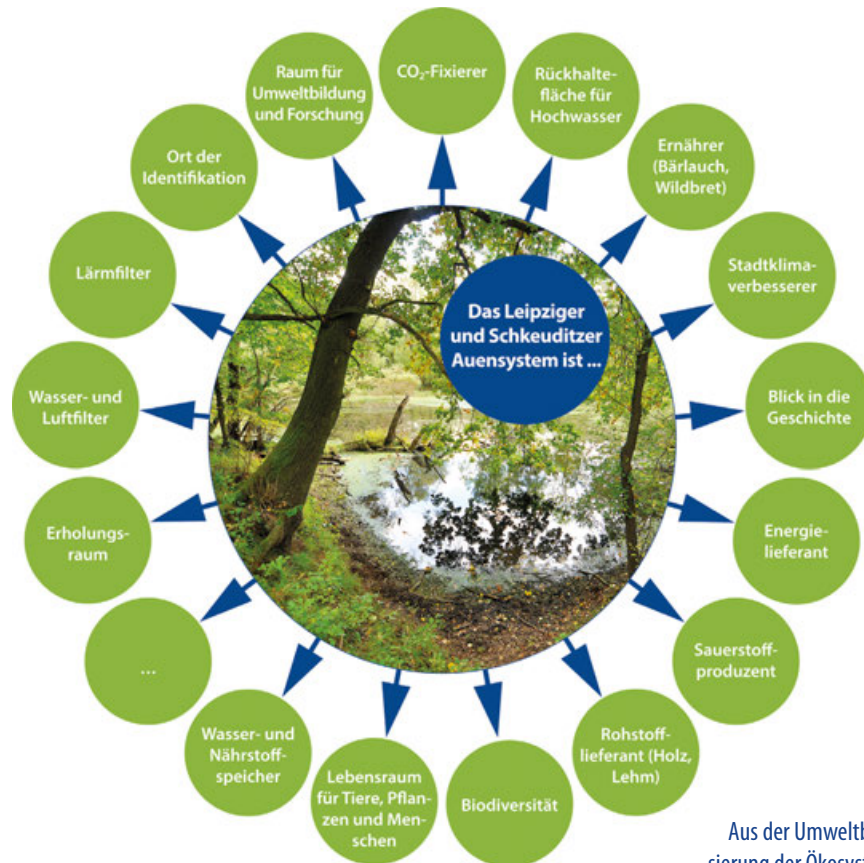 CO₂-Fixierer
Rückhalte-
fläche für
Hochwasser
Ernährer
(Bärlauch,
Wildbret)
Stadtklima-
verbesserer
Blick in die
Geschichte
Energie-
lieferant
Sauerstoff-
produzent
Rohstoff-
lieferant (Holz,
Lehm)
Biodiversität
Lebensraum
für Tiere, Pflan-
zen und Men-
schen
Wasser- und
Nährstoff-
speicher
...
Erholungs-
raum
Wasser- und
Luftfilter
Lärmfilter
Ort der
Identifikation
Raum für
Umweltbildung
und Forschung
Das Leipziger
und Schkeuditzer
Auensystem ist ...
Aus der Umweltb
sierung der Ökosyst